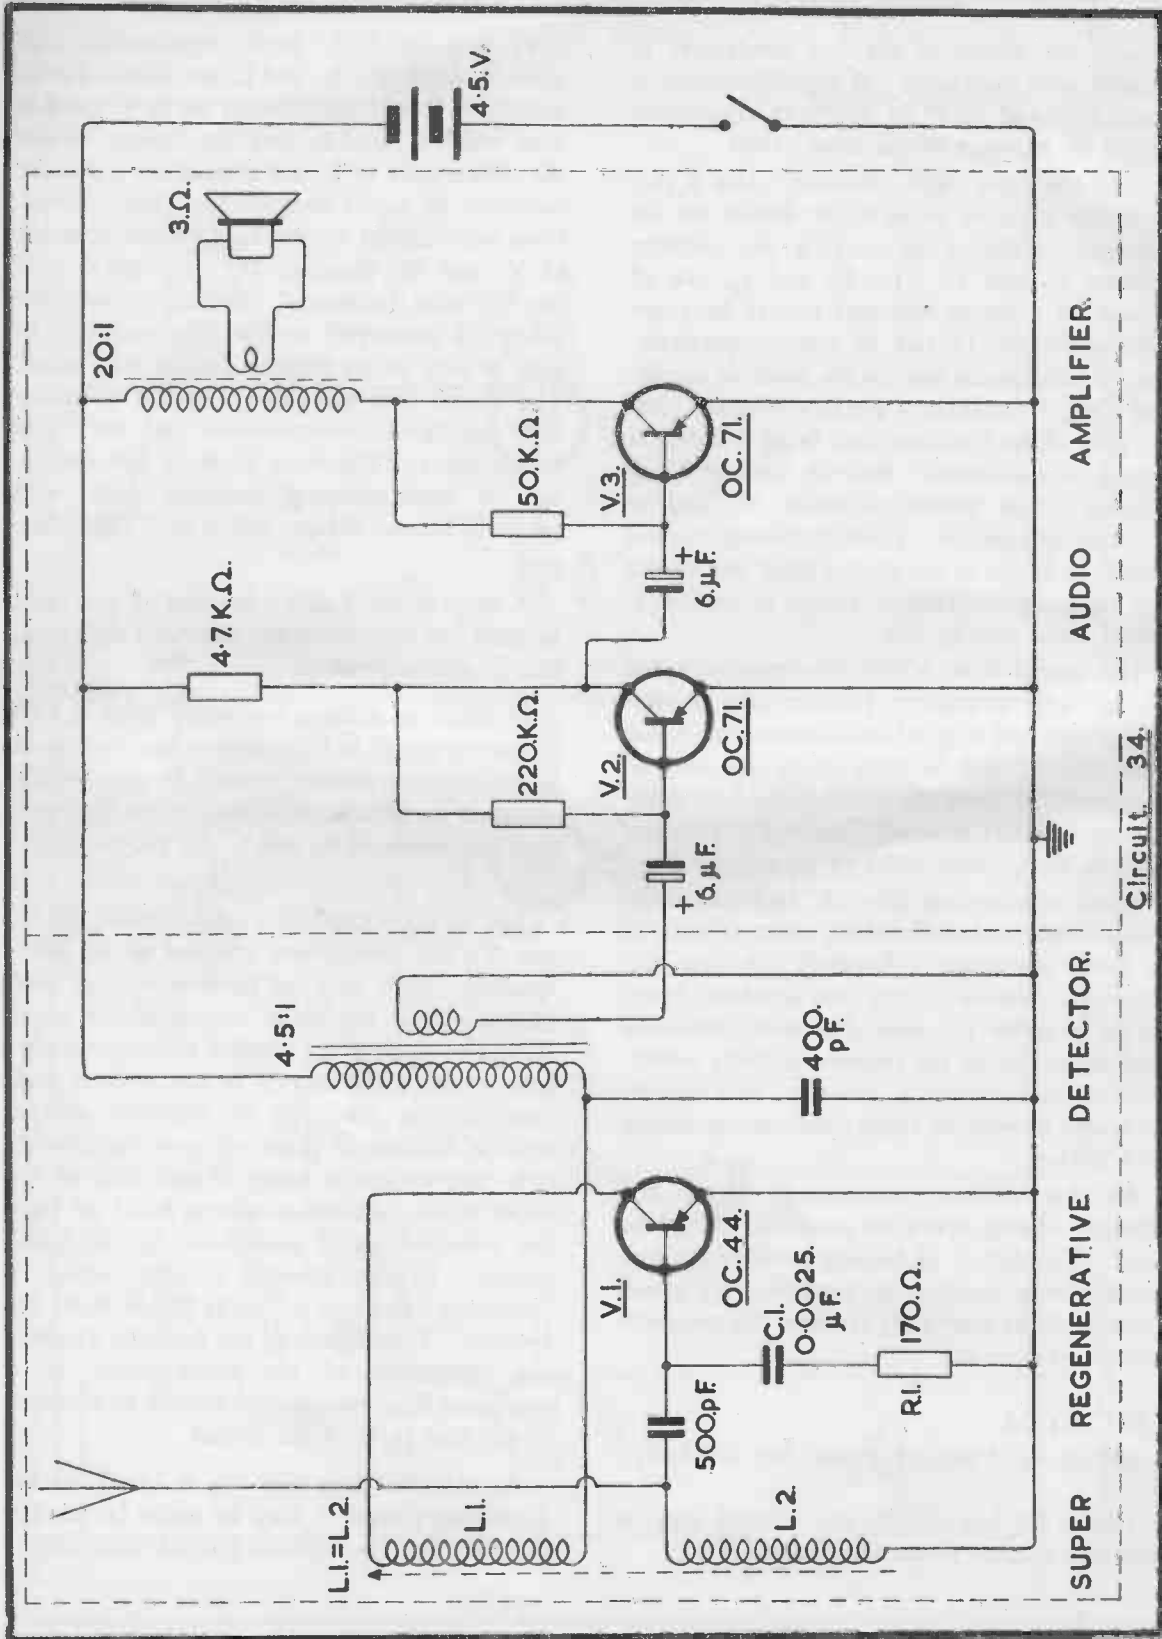 L.1.=L.2.
L.1.
L.2.
500.pF.
V.1.
OC.44.
C.1.
0·0025.
µF.
R.1. 170.Ω.
4·5:1
400.
pF.
+
6.µF.
220.K.Ω.
4·7.K.Ω.
V.2.
OC.71.
+
6.µF.
50.K.Ω.
V.3.
OC.71.
20:1
3.Ω.
4·5.V.
SUPER REGENERATIVE DETECTOR.
AUDIO AMPLIFIER.
Circuit. 34.